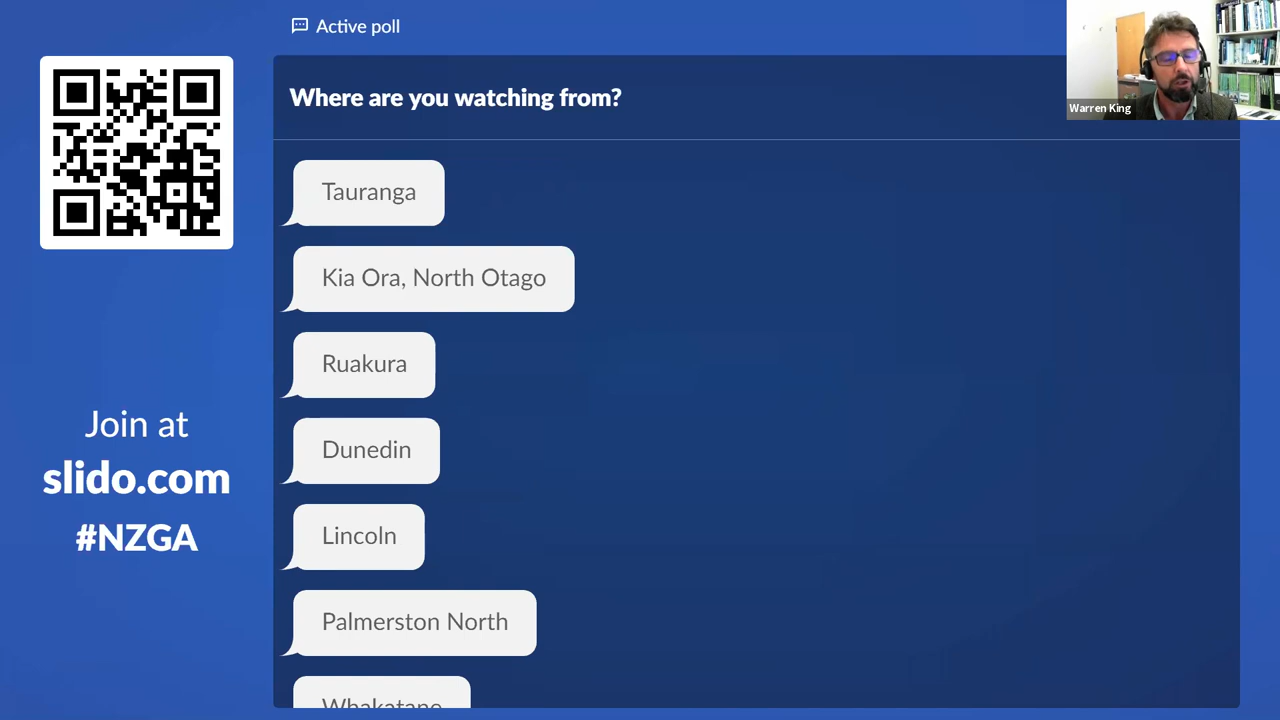 Active poll
Where are you watching from?
Warren King
Tauranga
Kia Ora, North Otago
Ruakura
Dunedin
Lincoln
Palmerston North
Whakatane
Join at
slido.com
#NZGA